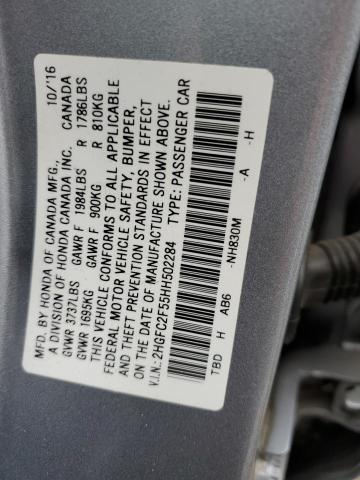 MFD. BY HONDA OF CANADA MFG., 10/'16
A DIVISION OF HONDA CANADA INC. CANADA
GVWR 3737LBS GAWR F 1984LBS R 1786LBS
GVWR 1695KG GAWR F 900KG R 810KG
THIS VEHICLE CONFORMS TO ALL APPLICABLE
FEDERAL MOTOR VEHICLE SAFETY, BUMPER,
AND THEFT PREVENTION STANDARDS IN EFFECT
ON THE DATE OF MANUFACTURE SHOWN ABOVE.
V.I.N.: 2HGFC2F55HH502284 TYPE: PASSENGER CAR
TBD H AB6 -NH830M -A -H